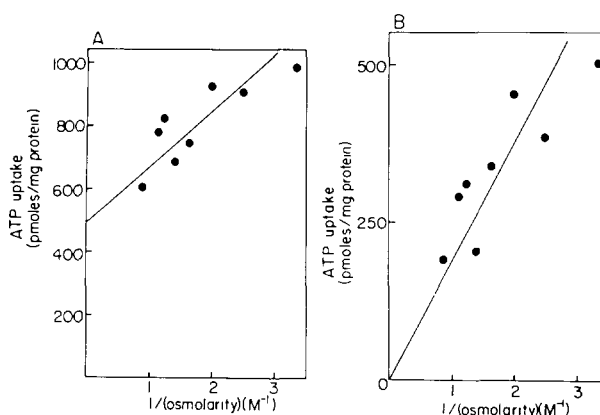 A
ATP uptake
(pmoles/mg protein)
1000
800
600
400
200
1
2
3
1/(osmolarity)(M⁻¹)
B
ATP uptake
(pmoles/mg protein)
500
250
0
0
1
2
3
1/(osmolarity)(M⁻¹)